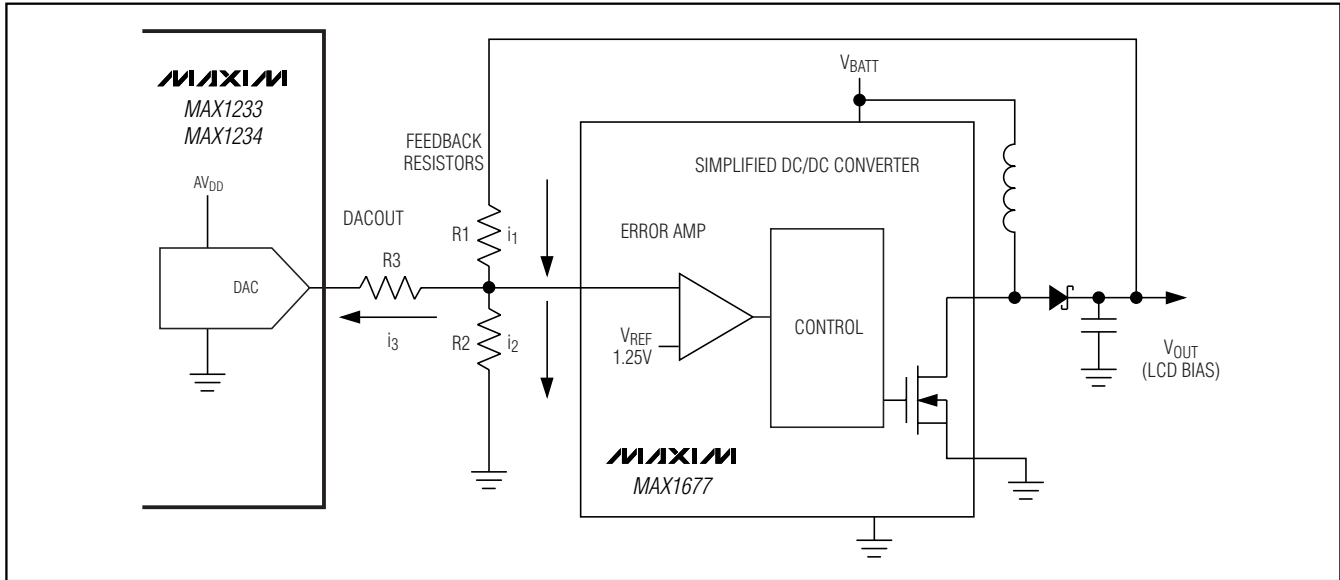 MAXIM
MAX1233
MAX1234
AVDD
DAC
DACOUT
R3
i3
FEEDBACK
RESISTORS
R1
i1
R2
i2
VBATT
SIMPLIFIED DC/DC CONVERTER
ERROR AMP
VREF
1.25V
CONTROL
MAXIM
MAX1677
VOUT
(LCD BIAS)